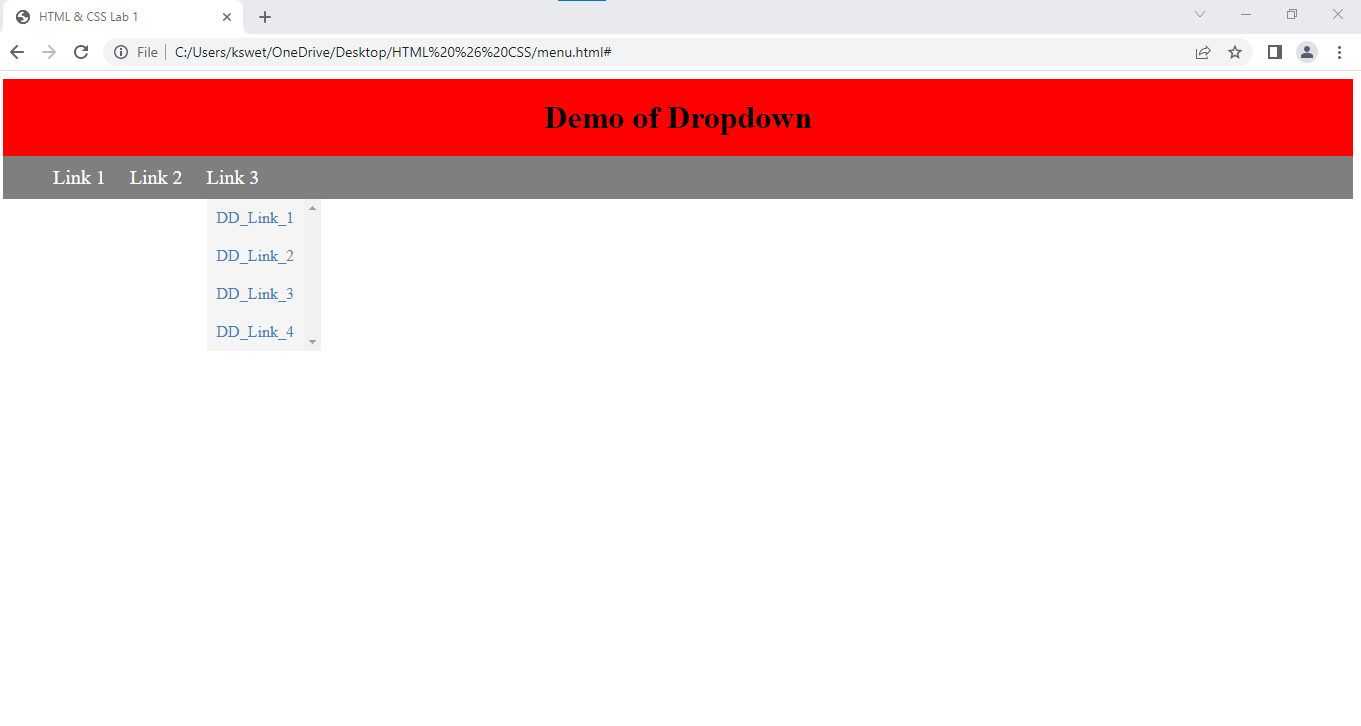 HTML & CSS Lab 1
File C:/Users/kswet/OneDrive/Desktop/HTML%20%26%20CSS/menu.html#
Demo of Dropdown
Link 1 Link 2 Link 3
DD_Link_1
DD_Link_2
DD_Link_3
DD_Link_4